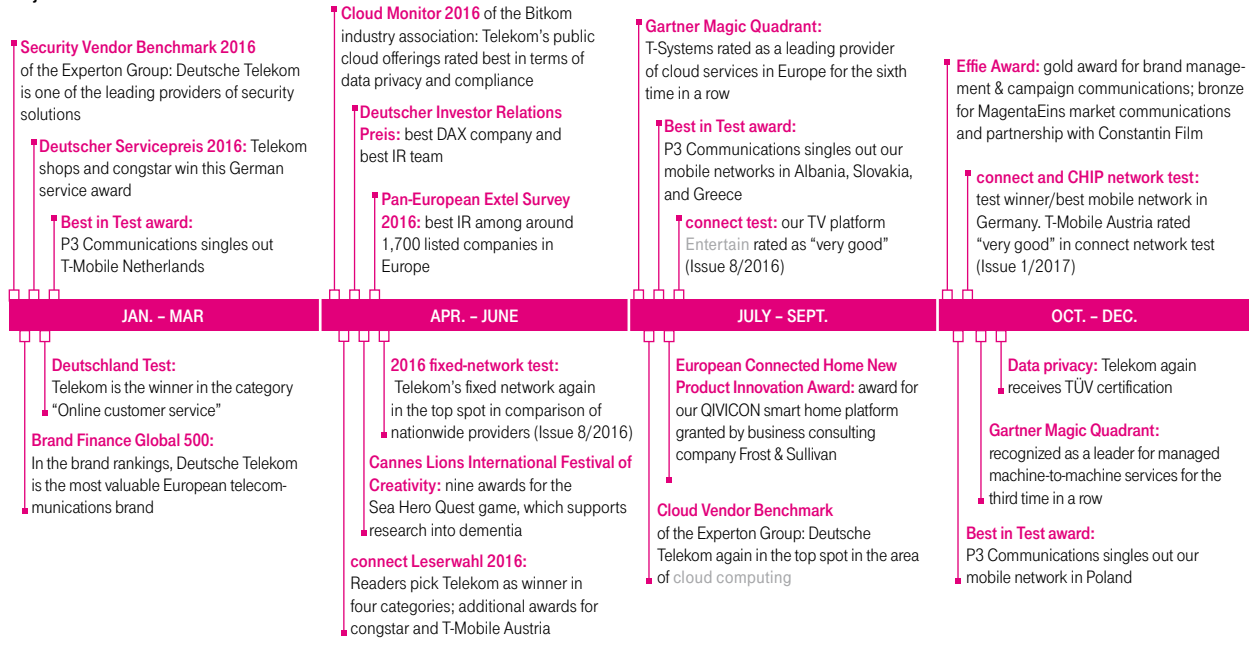 Security Vendor Benchmark 2016
of the Experton Group: Deutsche Telekom
is one of the leading providers of security
solutions
Deutscher Servicepreis 2016: Telekom
shops and congstar win this German
service award
Best in Test award:
P3 Communications singles out
T-Mobile Netherlands
Cloud Monitor 2016 of the Bitkom
industry association: Telekom's public
cloud offerings rated best in terms of
data privacy and compliance
Deutscher Investor Relations
Preis: best DAX company and
best IR team
Pan-European Extel Survey
2016: best IR among around
1,700 listed companies in
Europe
Gartner Magic Quadrant:
T-Systems rated as a leading provider
of cloud services in Europe for the sixth
time in a row
Best in Test award:
P3 Communications singles out our
mobile networks in Albania, Slovakia,
and Greece
connect test: our TV platform
Entertain rated as “very good”
(Issue 8/2016)
Effie Award: gold award for brand manage-
ment & campaign communications; bronze
for MagentaEins market communications
and partnership with Constantin Film
connect and CHIP network test:
test winner/best mobile network in
Germany. T-Mobile Austria rated
“very good” in connect network test
(Issue 1/2017)
JAN. – MAR
APR. – JUNE
JULY – SEPT.
OCT. – DEC.
Deutschland Test:
Telekom is the winner in the category
“Online customer service”
Brand Finance Global 500:
In the brand rankings, Deutsche Telekom
is the most valuable European telecom-
munications brand
2016 fixed-network test:
Telekom's fixed network again
in the top spot in comparison of
nationwide providers (Issue 8/2016)
Cannes Lions International Festival of
Creativity: nine awards for the
Sea Hero Quest game, which supports
research into dementia
connect Leserwahl 2016:
Readers pick Telekom as winner in
four categories; additional awards for
congstar and T-Mobile Austria
European Connected Home New
Product Innovation Award: award for
our QIVICON smart home platform
granted by business consulting
company Frost & Sullivan
Cloud Vendor Benchmark
of the Experton Group: Deutsche
Telekom again in the top spot in the area
of cloud computing
Data privacy: Telekom again
receives TÜV certification
Gartner Magic Quadrant:
recognized as a leader for managed
machine-to-machine services for the
third time in a row
Best in Test award:
P3 Communications singles out our
mobile network in Poland